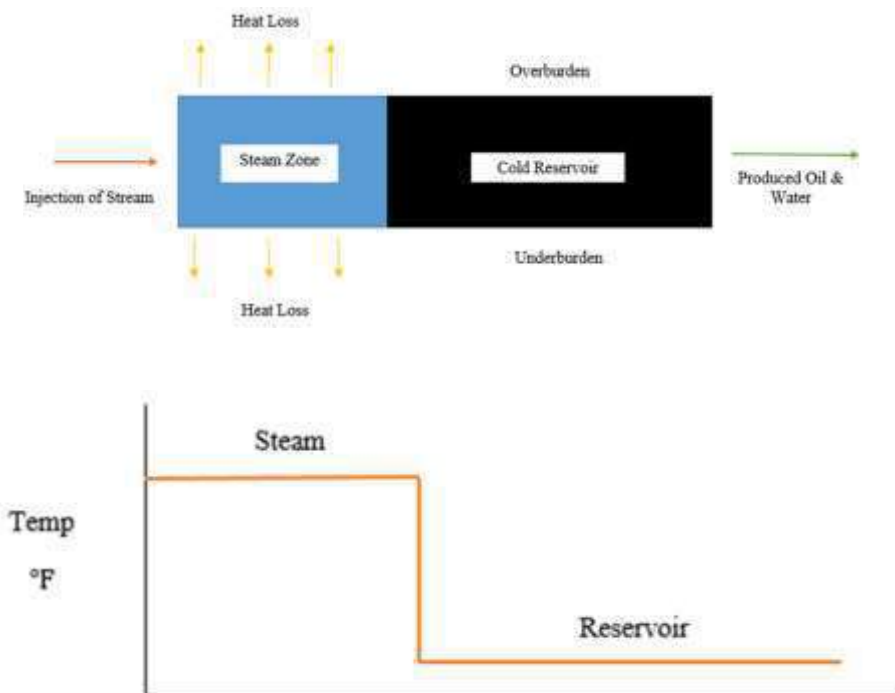 Heat Loss
Overburden
Steam Zone
Cold Reservoir
Injection of Stream
Produced Oil &
Water
Underburden
Heat Loss
Steam
Temp
°F
Reservoir